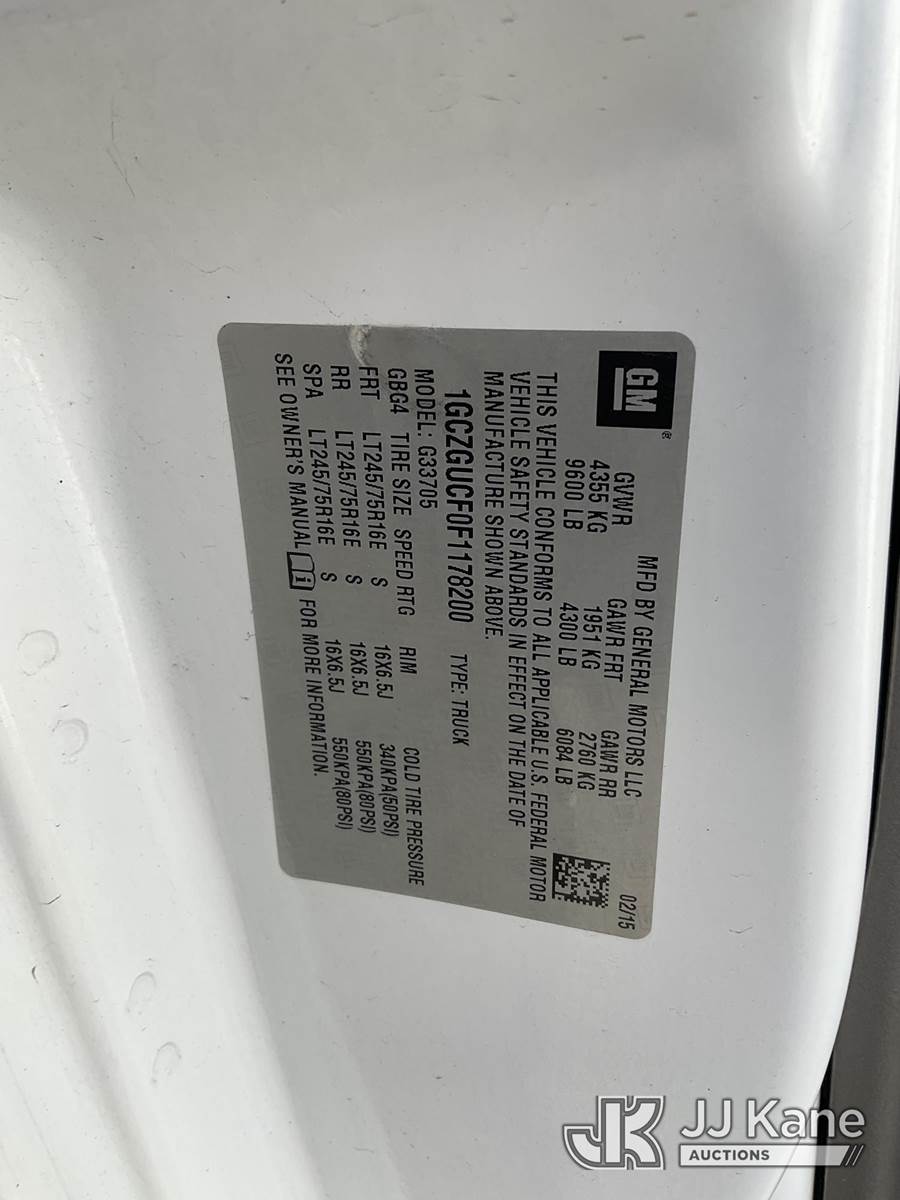 GM ®
MFD BY GENERAL MOTORS LLC 02/15
GVWR GAWR FRT GAWR RR
4355 KG 1951 KG 2760 KG
9600 LB 4300 LB 6084 LB
THIS VEHICLE CONFORMS TO ALL APPLICABLE U.S. FEDERAL MOTOR
VEHICLE SAFETY STANDARDS IN EFFECT ON THE DATE OF
MANUFACTURE SHOWN ABOVE.
1GCZGUCF0F1178200 TYPE: TRUCK
MODEL: G33705
GBG4 TIRE SIZE SPEED RTG RIM COLD TIRE PRESSURE
FRT LT245/75R16E S 16X6.5J 340KPA(50PSI)
RR LT245/75R16E S 16X6.5J 550KPA(80PSI)
SPA LT245/75R16E S 16X6.5J 550KPA(80PSI)
SEE OWNER'S MANUAL i FOR MORE INFORMATION.
JK JJ Kane
AUCTIONS